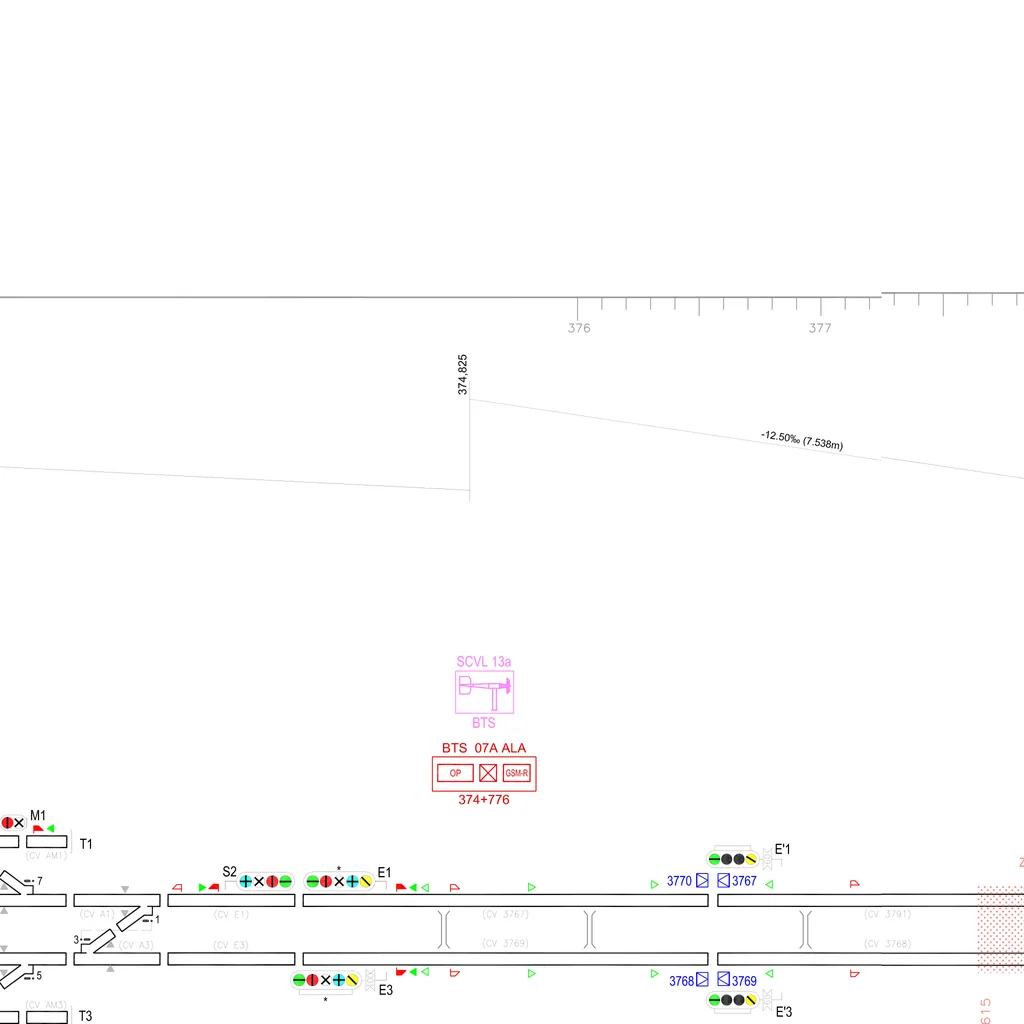 376
377
374,825
-12.50‰ (7.538m)
SCVL 13a
BTS
BTS 07A ALA
OP
GSM-R
374+776
M1
T1
(CV AM1)
S2
*
E1
E'1
7
3770
3767
(CV A1)
(CV E1)
(CV 3767)
(CV 3791)
1
3
(CV A3)
(CV E3)
(CV 3769)
(CV 3768)
5
E3
*
3768
3769
(CV AM3)
T3
E'3
615